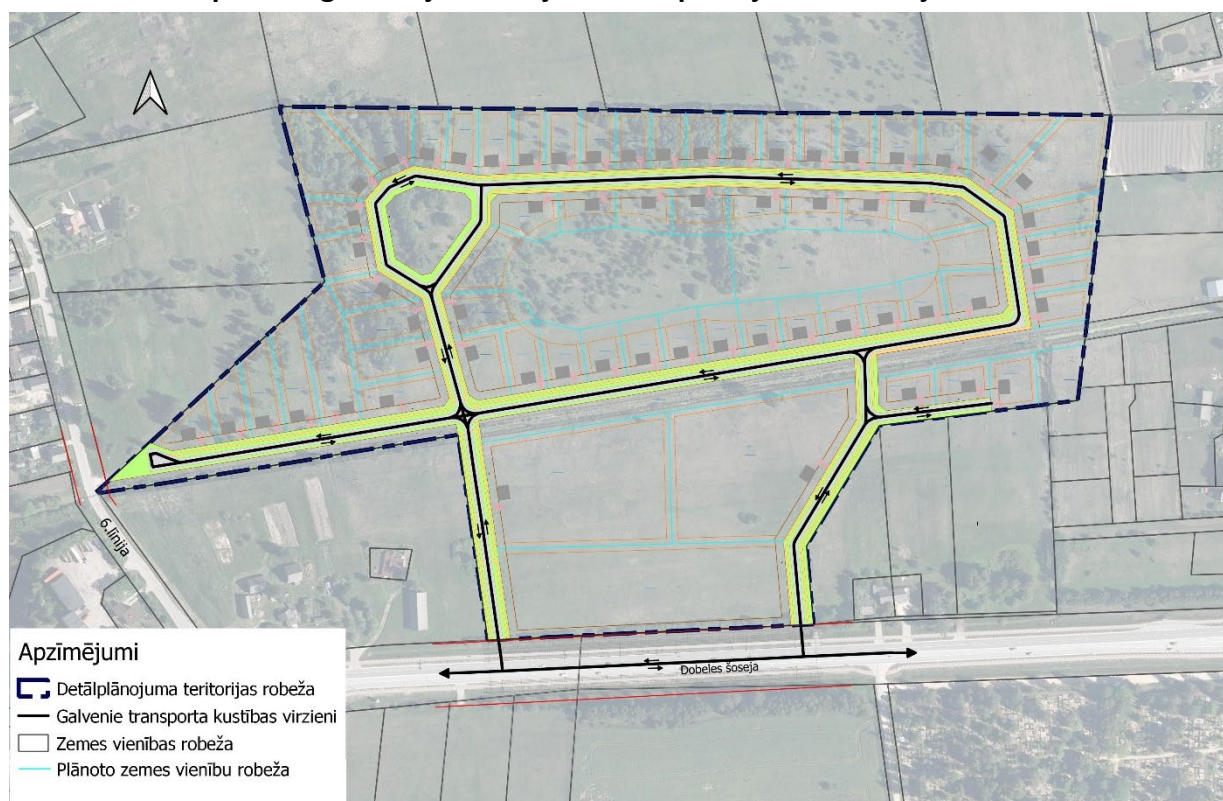 6.līnija
Dobeles šoseja
Apzīmējumi
Detālplānojuma teritorijas robeža
Galvenie transporta kustības virzieni
Zemes vienības robeža
Plānoto zemes vienību robeža